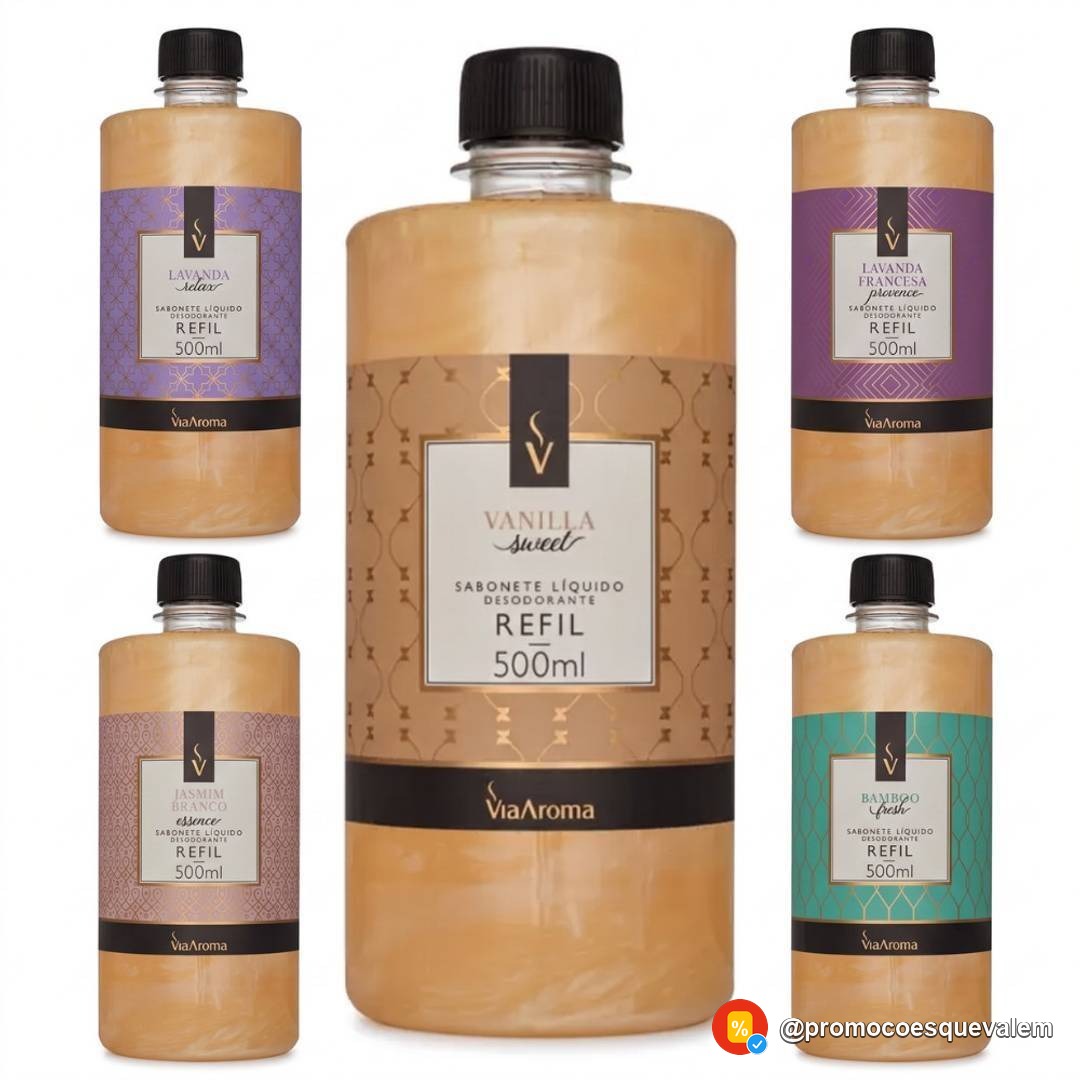 LAVANDA
relax
SABONETE LÍQUIDO
DESODORANTE
REFIL
500ml
ViaAroma
V
VANILLA
sweet
SABONETE LÍQUIDO
DESODORANTE
REFIL
500ml
ViaAroma
LAVANDA
FRANCESA
provence
SABONETE LÍQUIDO
DESODORANTE
REFIL
500ml
ViaAroma
JASMIM
BRANCO
essence
SABONETE LÍQUIDO
DESODORANTE
REFIL
500ml
ViaAroma
BAMBOO
fresh
SABONETE LÍQUIDO
DESODORANTE
REFIL
500ml
ViaAroma
%
@promocoesquevalem